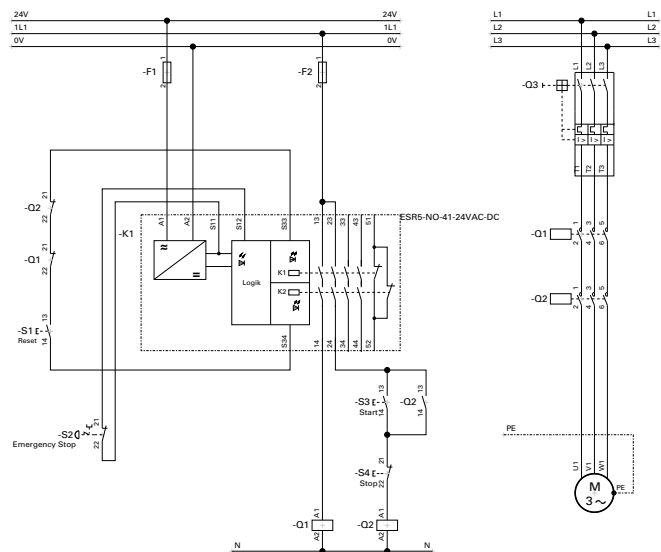 24V 24V L1 L1
1L1 1L1 L2 L2
0V 0V L3 L3
-F1 1 2
-F2 1 2
L1 L2 L3
-Q3
I > I > I >
T1 T2 T3
-Q2 21 22
-Q1 21 22
A1 A2 S11 S12 S33 13 23 33 43 51
ESR5-NO-41-24VAC-DC
-K1
Logik
K1
K2
S34 14 24 34 44 52
-Q1 1 3 5
2 4 6
-Q2 1 3 5
2 4 6
-S1 13 14
Reset
-S2 21 22
Emergency Stop
-S3 13 14
Start
-Q2 13 14
-S4 21 22
Stop
PE
U1 V1 W1
M
3 ~
PE
-Q1 A1 A2
-Q2 A1 A2
N N